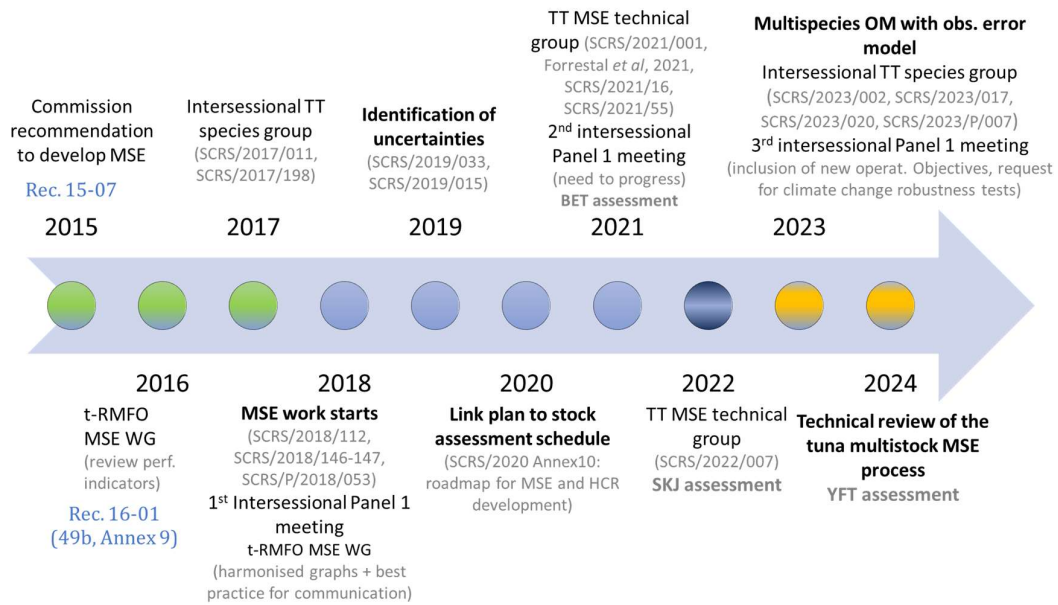 Commission
recommendation
to develop MSE
Rec. 15-07
2015
Intersessional TT
species group
(SCRS/2017/011,
SCRS/2017/198)
2017
Identification of
uncertainties
(SCRS/2019/033,
SCRS/2019/015)
2019
TT MSE technical
group (SCRS/2021/001,
Forrestal et al, 2021,
SCRS/2021/16,
SCRS/2021/55)
2nd intersessional
Panel 1 meeting
(need to progress)
BET assessment
2021
Multispecies OM with obs. error
model
Intersessional TT species group
(SCRS/2023/002, SCRS/2023/017,
SCRS/2023/020, SCRS/2023/P/007)
3rd intersessional Panel 1 meeting
(inclusion of new operat. Objectives, request
for climate change robustness tests)
2023
2016
t-RMFO
MSE WG
(review perf.
indicators)
Rec. 16-01
(49b, Annex 9)
2018
MSE work starts
(SCRS/2018/112,
SCRS/2018/146-147,
SCRS/P/2018/053)
1st Intersessional Panel 1
meeting
t-RMFO MSE WG
(harmonised graphs + best
practice for communication)
2020
Link plan to stock
assessment schedule
(SCRS/2020 Annex10:
roadmap for MSE and HCR
development)
2022
TT MSE technical
group
(SCRS/2022/007)
SKJ assessment
2024
Technical review of the
tuna multistock MSE
process
YFT assessment